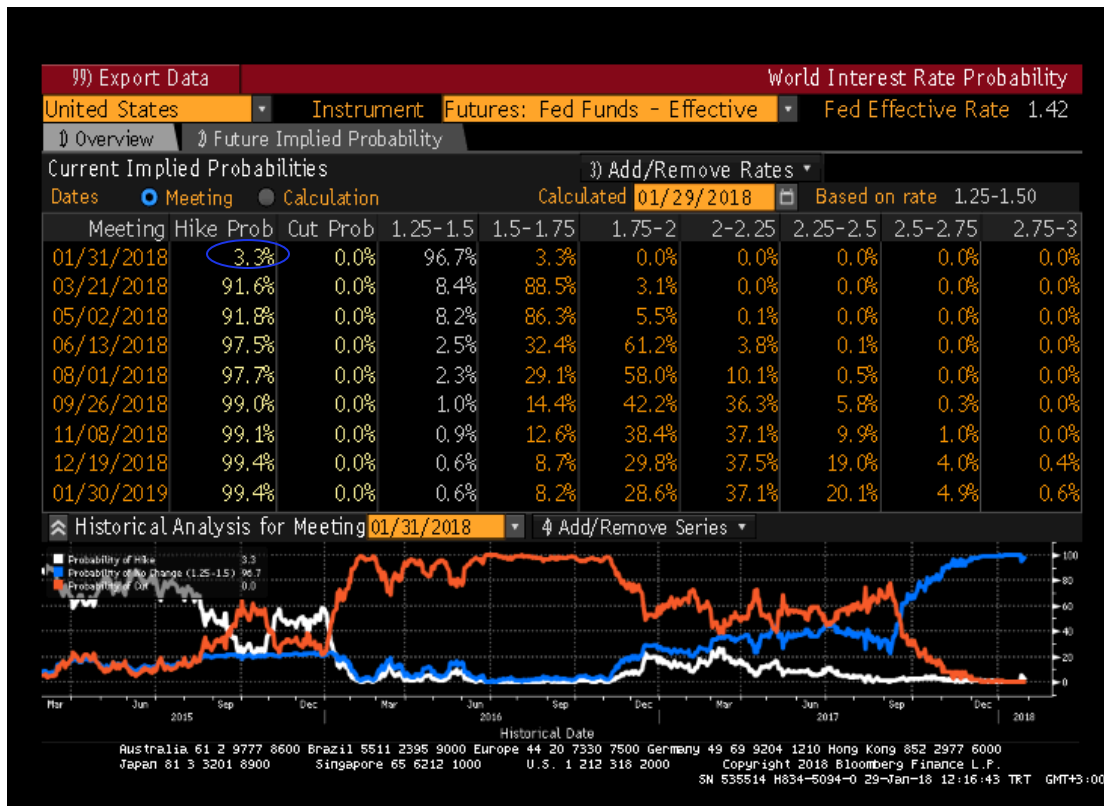 99) Export Data World Interest Rate Probability
United States Instrument Futures: Fed Funds - Effective Fed Effective Rate 1.42
1) Overview 2) Future Implied Probability
Current Implied Probabilities 3) Add/Remove Rates
Dates Meeting Calculation Calculated 01/29/2018 Based on rate 1.25-1.50
Meeting Hike Prob Cut Prob 1.25-1.5 1.5-1.75 1.75-2 2-2.25 2.25-2.5 2.5-2.75 2.75-3
01/31/2018 3.3% 0.0% 96.7% 3.3% 0.0% 0.0% 0.0% 0.0% 0.0%
03/21/2018 91.6% 0.0% 8.4% 88.5% 3.1% 0.0% 0.0% 0.0% 0.0%
05/02/2018 91.8% 0.0% 8.2% 86.3% 5.5% 0.1% 0.0% 0.0% 0.0%
06/13/2018 97.5% 0.0% 2.5% 32.4% 61.2% 3.8% 0.1% 0.0% 0.0%
08/01/2018 97.7% 0.0% 2.3% 29.1% 58.0% 10.1% 0.5% 0.0% 0.0%
09/26/2018 99.0% 0.0% 1.0% 14.4% 42.2% 36.3% 5.8% 0.3% 0.0%
11/08/2018 99.1% 0.0% 0.9% 12.6% 38.4% 37.1% 9.9% 1.0% 0.0%
12/19/2018 99.4% 0.0% 0.6% 8.7% 29.8% 37.5% 19.0% 4.0% 0.4%
01/30/2019 99.4% 0.0% 0.6% 8.2% 28.6% 37.1% 20.1% 4.9% 0.6%
Historical Analysis for Meeting 01/31/2018 4) Add/Remove Series
Probability of Hike 3.3
Probability of No Change (1.25-1.5) 96.7
Probability of Cut 0.0
100
80
60
40
20
0
Mar Jun Sep Dec Mar Jun Sep Dec Mar Jun Sep Dec
2015 2016 2017 2018
Historical Date
Australia 61 2 9777 8600 Brazil 5511 2395 9000 Europe 44 20 7330 7500 Germany 49 69 9204 1210 Hong Kong 852 2977 6000
Japan 81 3 3201 8900 Singapore 65 6212 1000 U.S. 1 212 318 2000 Copyright 2018 Bloomberg Finance L.P.
SN 535514 H834-5094-0 29-Jan-18 12:16:43 TRT GMT+3:00